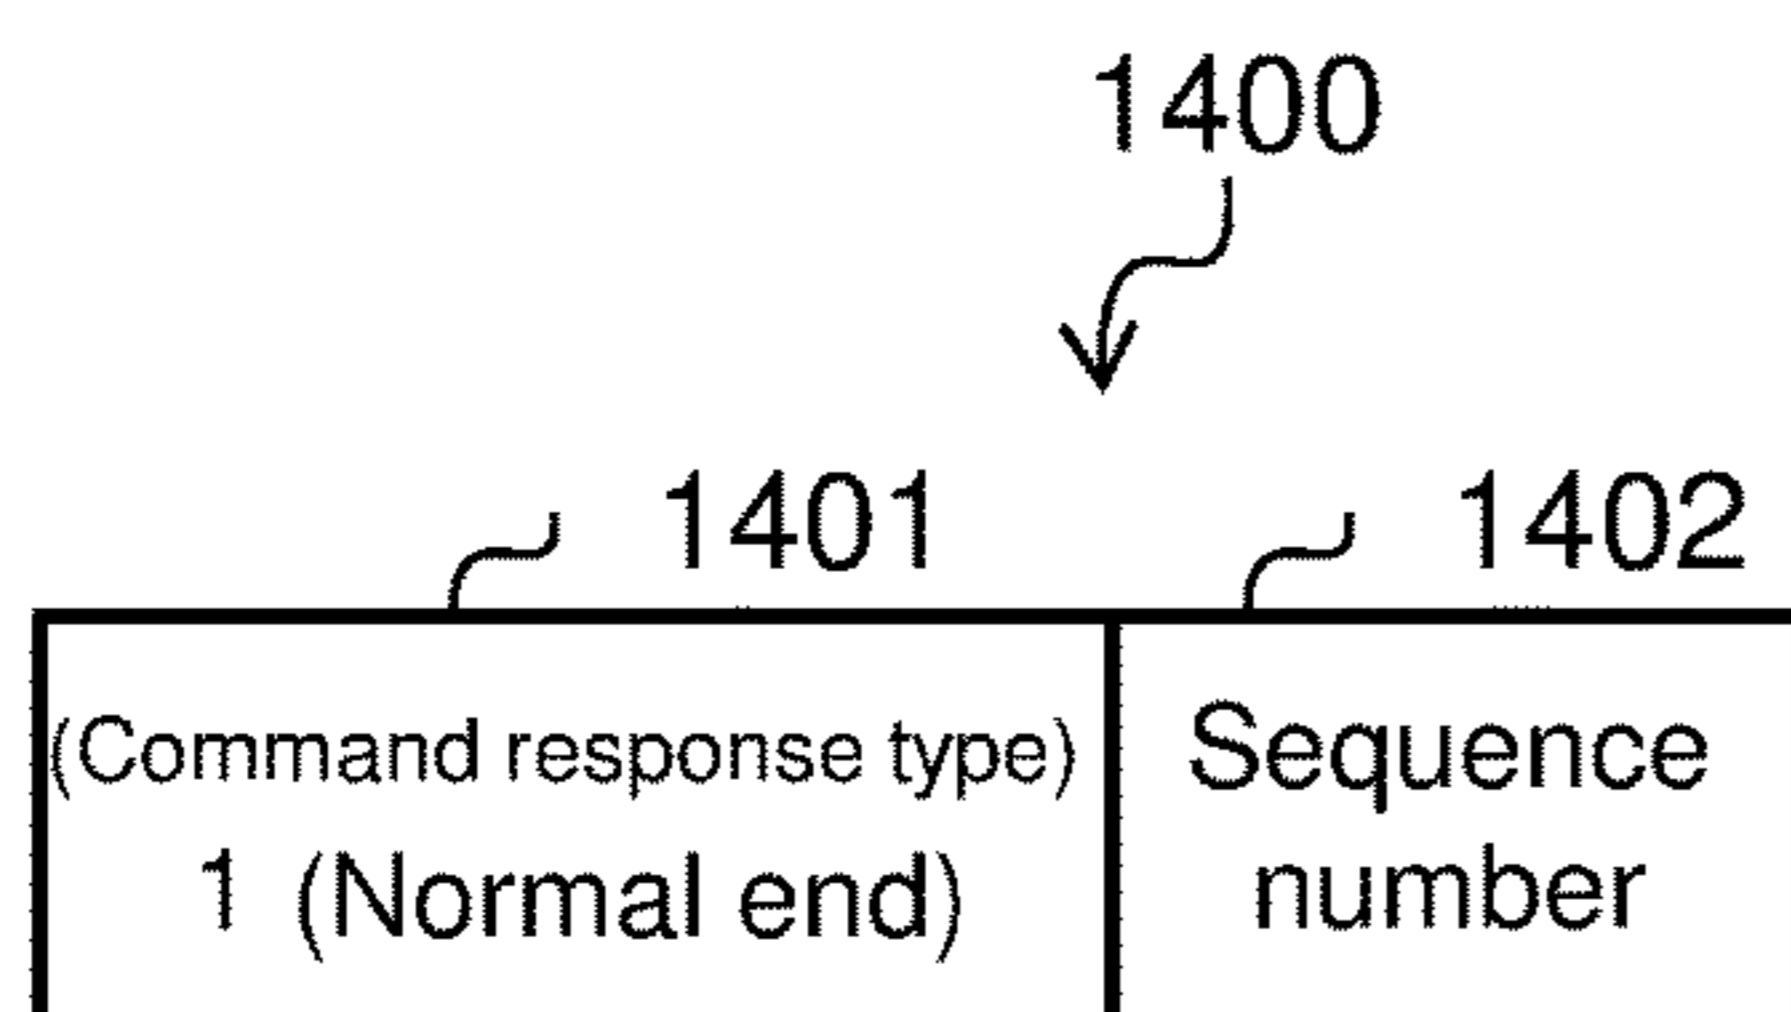 1400
1401 1402
(Command response type) Sequence
1 (Normal end) number